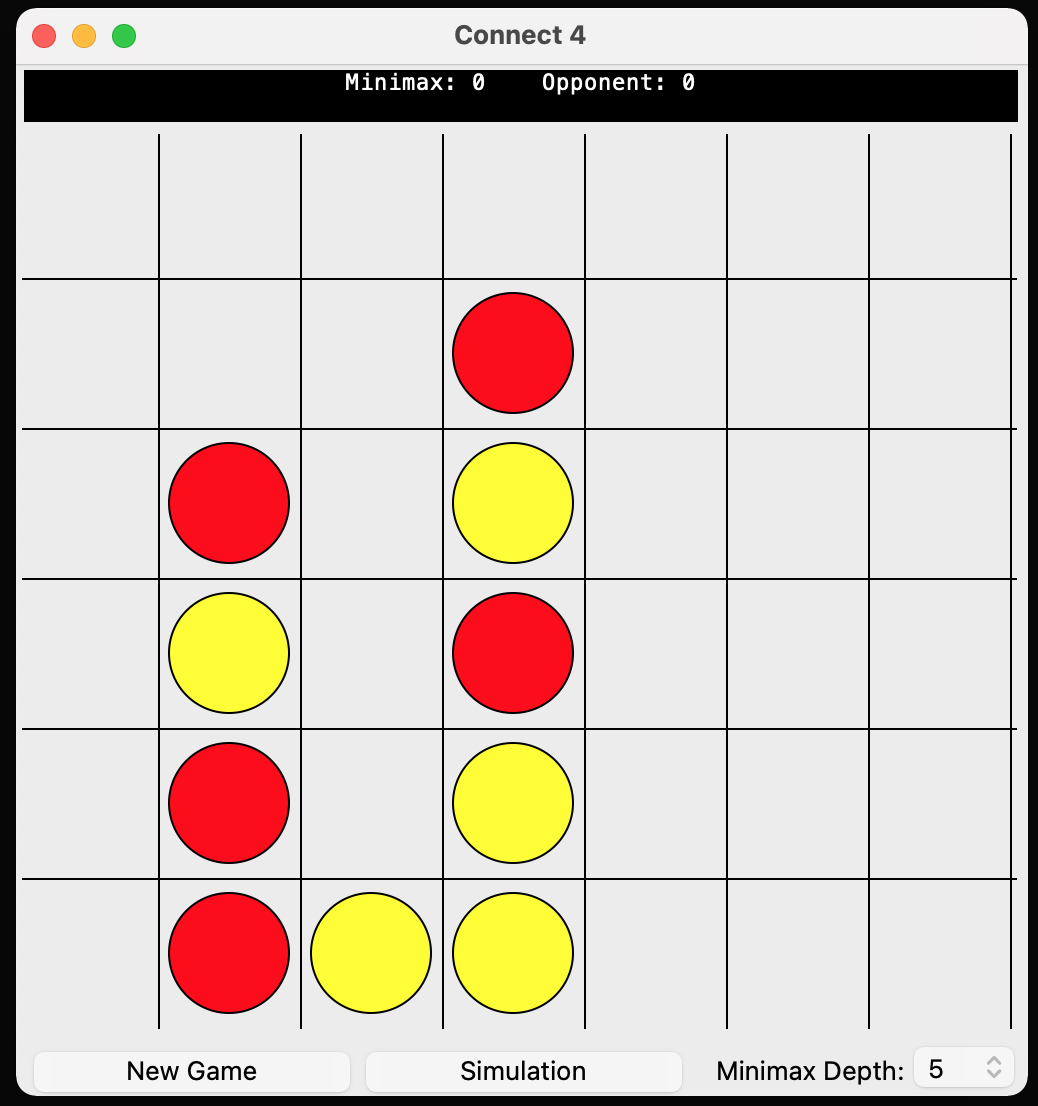 Connect 4
Minimax: 0    Opponent: 0
New Game
Simulation
Minimax Depth: 5